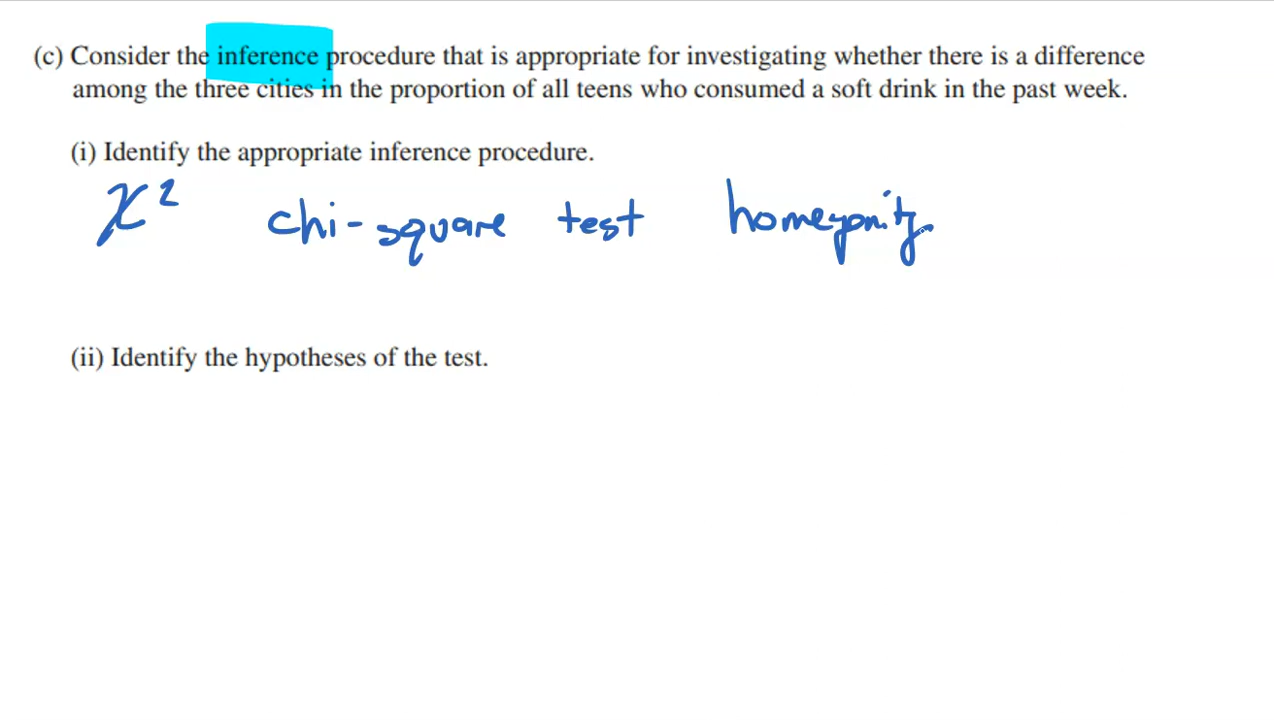 (c) Consider the inference procedure that is appropriate for investigating whether there is a difference
among the three cities in the proportion of all teens who consumed a soft drink in the past week.
(i) Identify the appropriate inference procedure.
χ² chi-square test homegonity
(ii) Identify the hypotheses of the test.